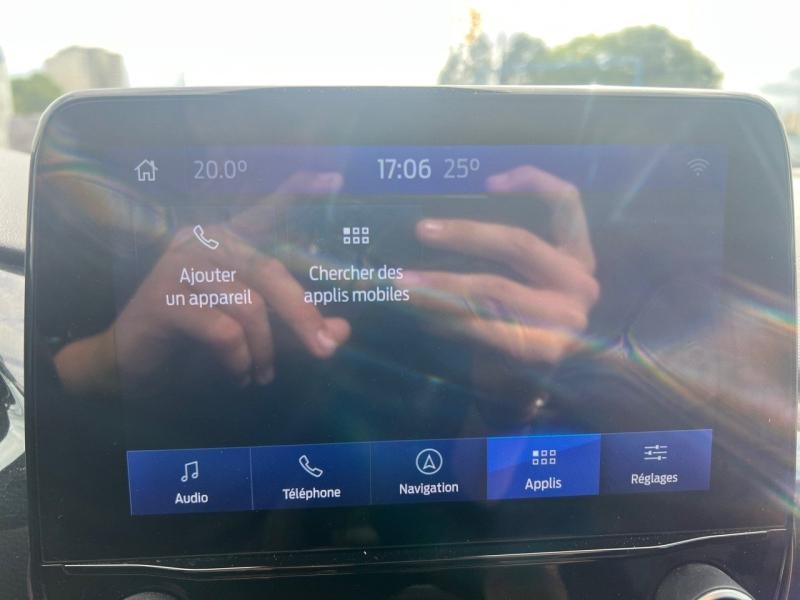 20.0° 17:06 25°
Ajouter
un appareil
Chercher des
applis mobiles
Audio Téléphone Navigation Applis Réglages